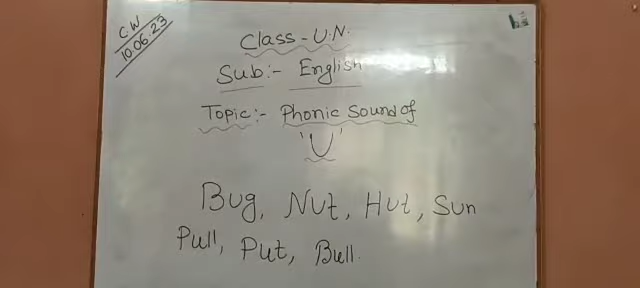 C.W
10.06.23
Class - U.N.
Sub:- English
Topic:- Phonic Sound of
'U'
Bug, Nut, Hut, Sun
Pull, Put, Bull.